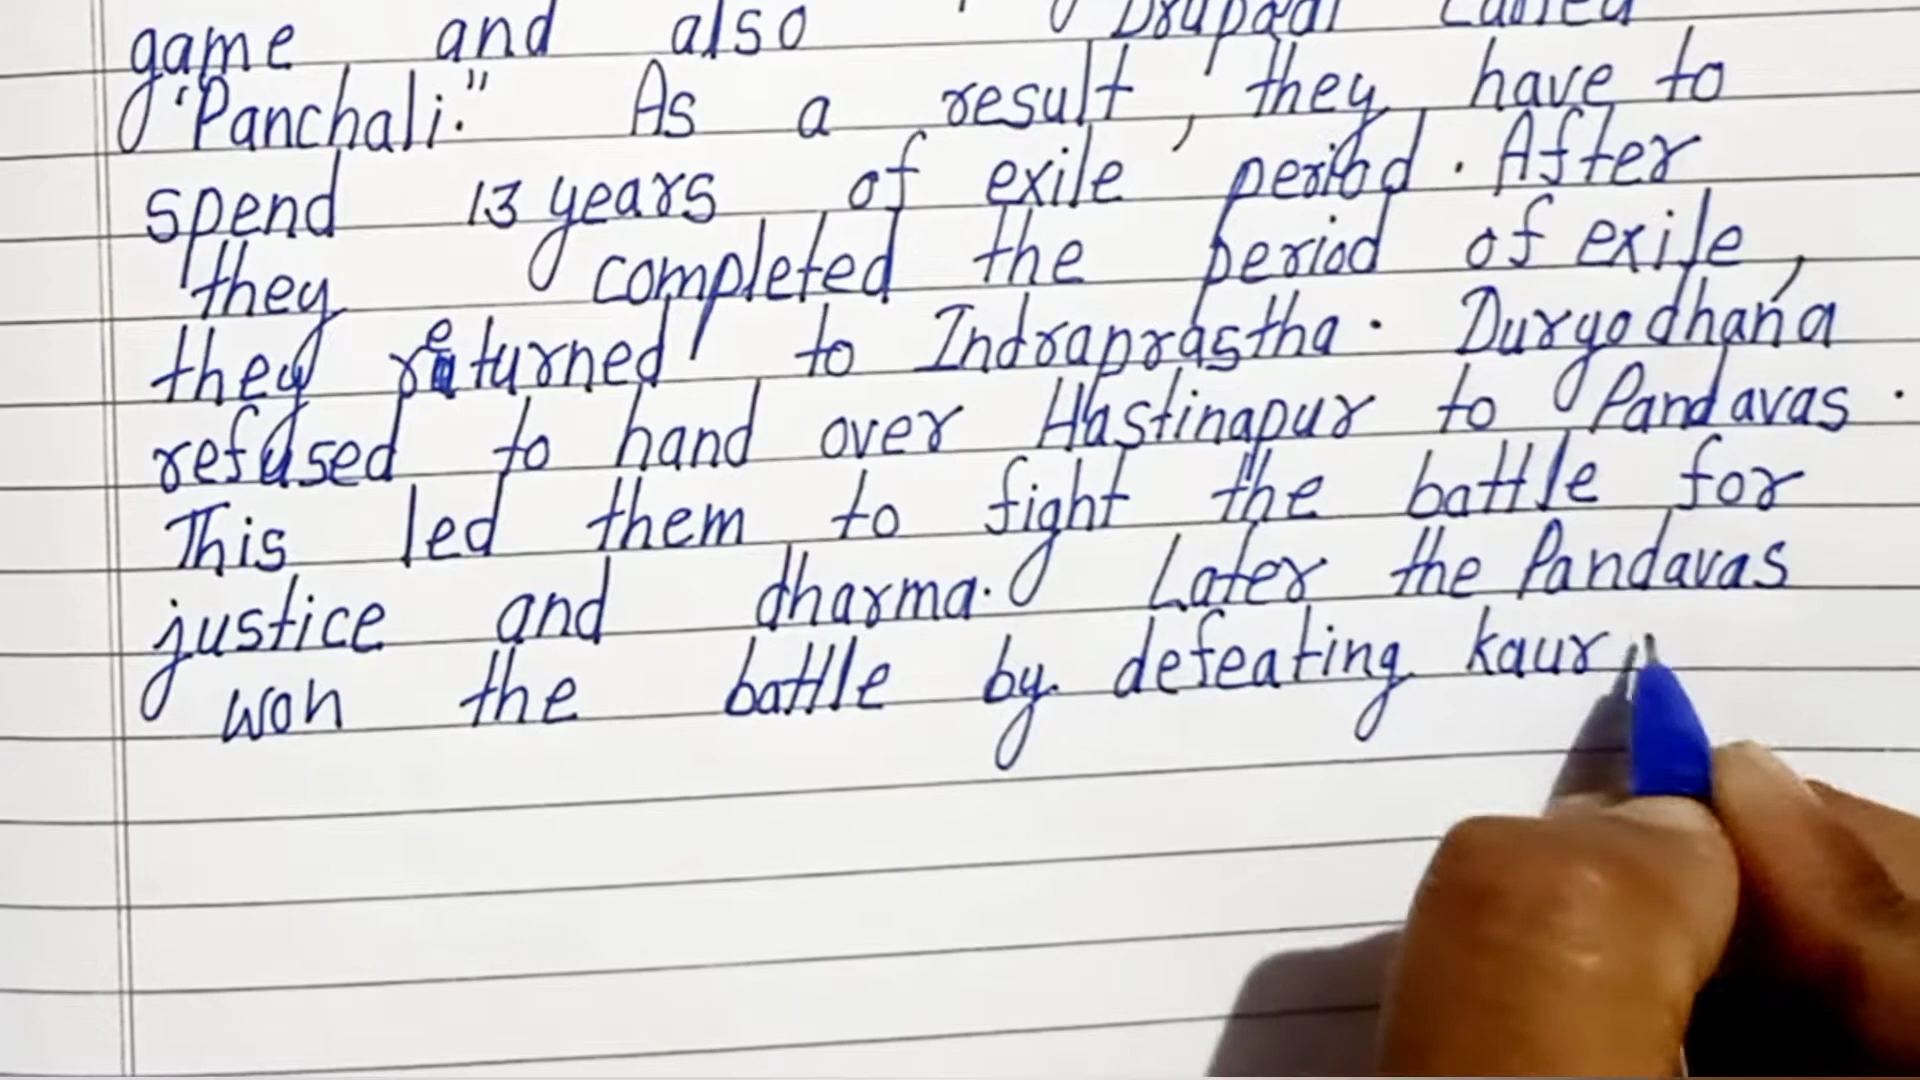 game and also Drupadi called
"Panchali." As a result, they have to
spend 13 years of exile period. After
they completed the period of exile,
they returned to Indraprastha. Duryodhana
refused to hand over Hastinapur to Pandavas.
This led them to fight the battle for
justice and dharma. Later the Pandavas
won the battle by defeating kaur